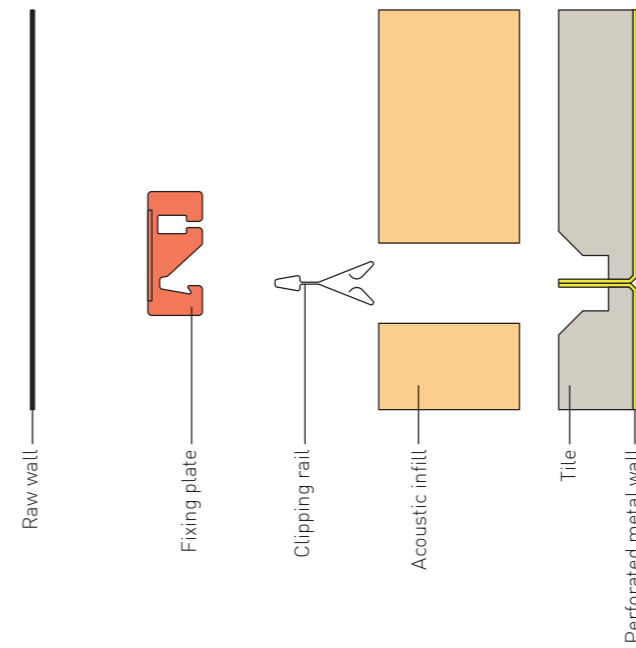 Raw wall
Fixing plate
Clipping rail
Acoustic infill
Tile
Perforated metal wall